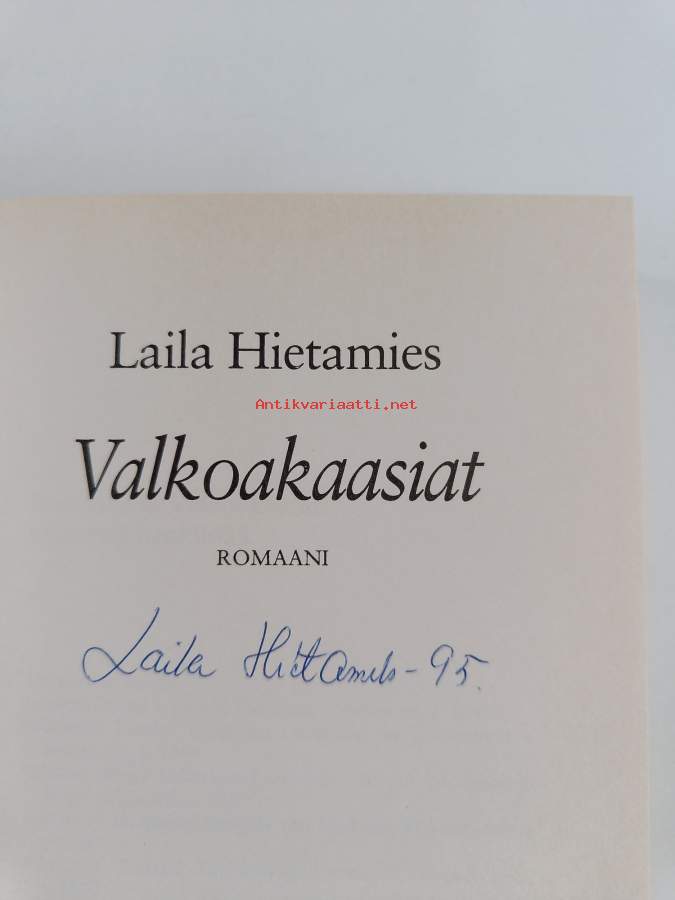 Laila Hietamies
Antikvariaatti.net
Valkoakaasiat
ROMAANI
Laila Hietamies -95.